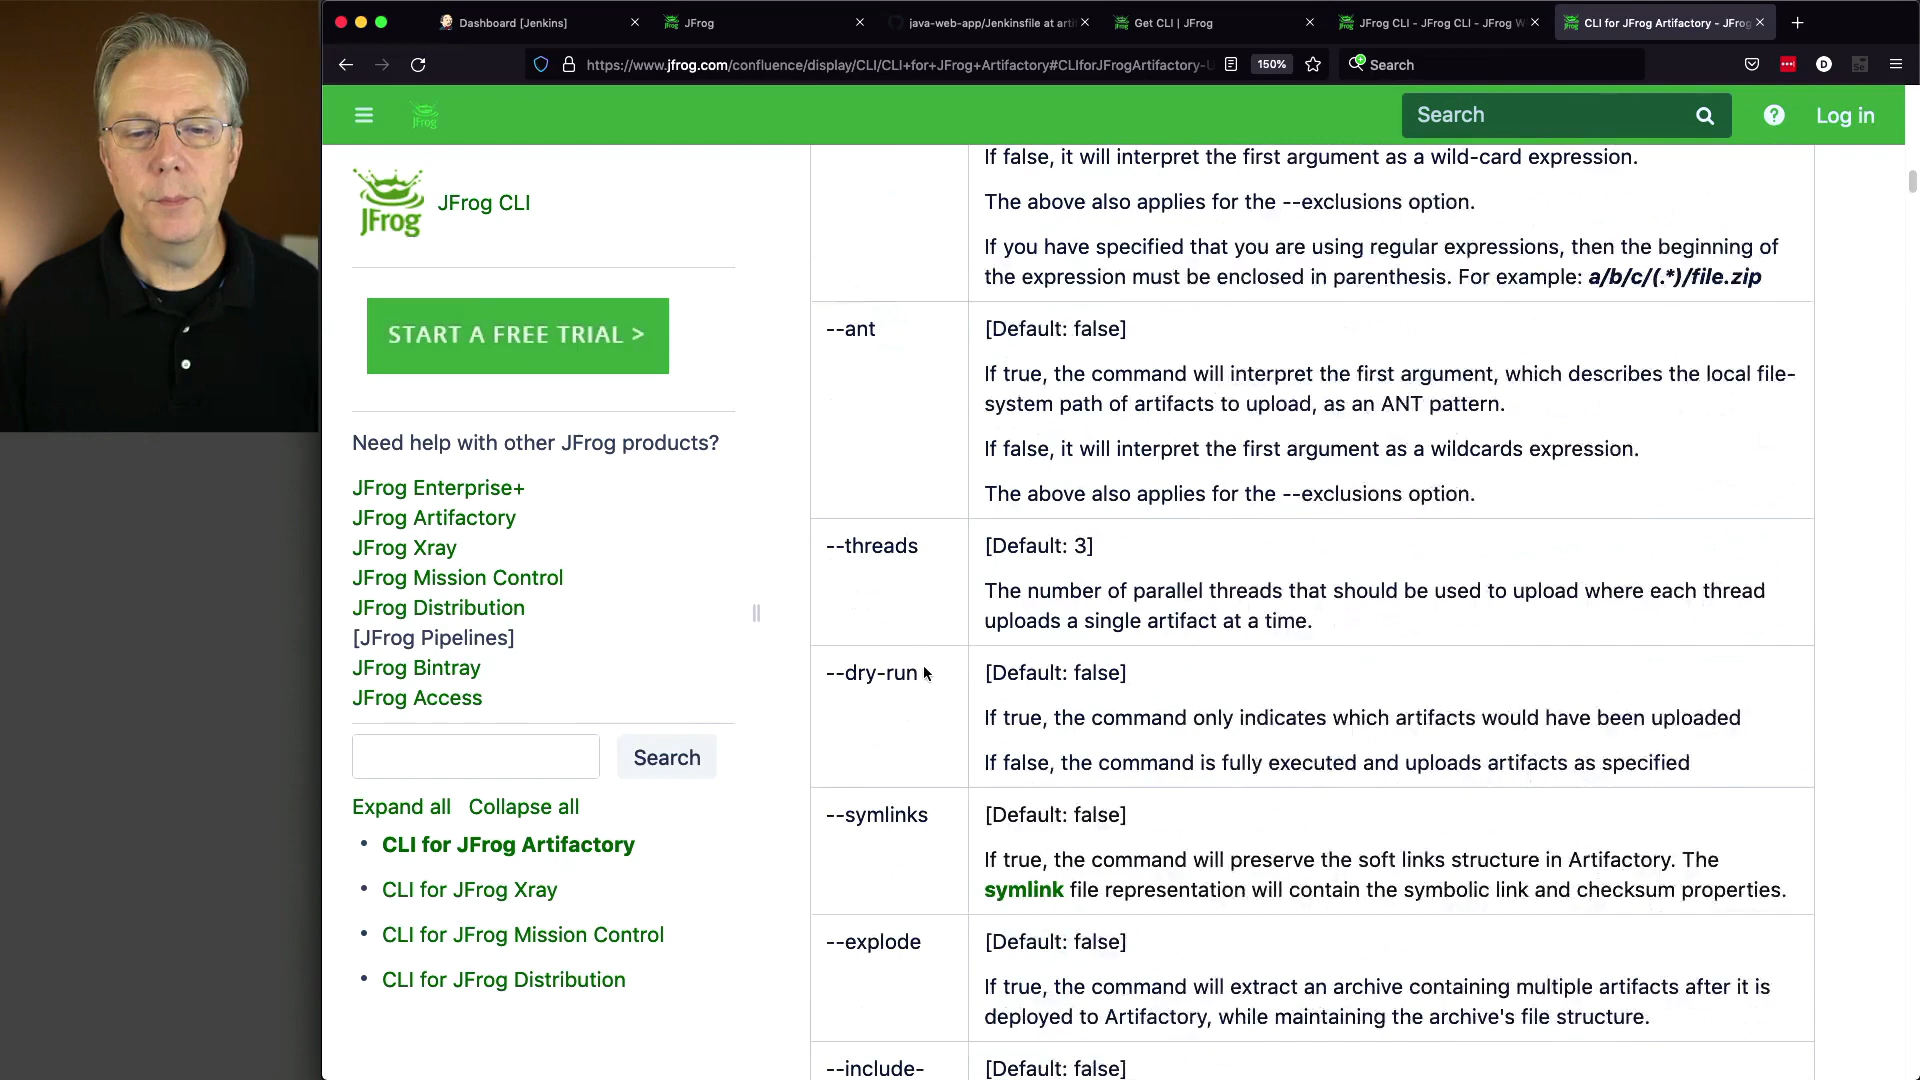 Dashboard [Jenkins]
JFrog
java-web-app/Jenkinsfile at arti
Get CLI | JFrog
JFrog CLI - JFrog CLI - JFrog W
CLI for JFrog Artifactory - JFrog
https://www.jfrog.com/confluence/display/CLI/CLI+for+JFrog+Artifactory#CLIforJFrogArtifactory-U
150%
Search
JFrog
Search
Log in
JFrog
JFrog CLI
START A FREE TRIAL >
Need help with other JFrog products?
JFrog Enterprise+
JFrog Artifactory
JFrog Xray
JFrog Mission Control
JFrog Distribution
[JFrog Pipelines]
JFrog Bintray
JFrog Access
Search
Expand all Collapse all
• CLI for JFrog Artifactory
• CLI for JFrog Xray
• CLI for JFrog Mission Control
• CLI for JFrog Distribution
If false, it will interpret the first argument as a wild-card expression.
The above also applies for the --exclusions option.
If you have specified that you are using regular expressions, then the beginning of
the expression must be enclosed in parenthesis. For example: a/b/c/(.*)/file.zip
--ant
[Default: false]
If true, the command will interpret the first argument, which describes the local file-
system path of artifacts to upload, as an ANT pattern.
If false, it will interpret the first argument as a wildcards expression.
The above also applies for the --exclusions option.
--threads
[Default: 3]
The number of parallel threads that should be used to upload where each thread
uploads a single artifact at a time.
--dry-run
[Default: false]
If true, the command only indicates which artifacts would have been uploaded
If false, the command is fully executed and uploads artifacts as specified
--symlinks
[Default: false]
If true, the command will preserve the soft links structure in Artifactory. The
symlink file representation will contain the symbolic link and checksum properties.
--explode
[Default: false]
If true, the command will extract an archive containing multiple artifacts after it is
deployed to Artifactory, while maintaining the archive's file structure.
--include-
[Default: false]